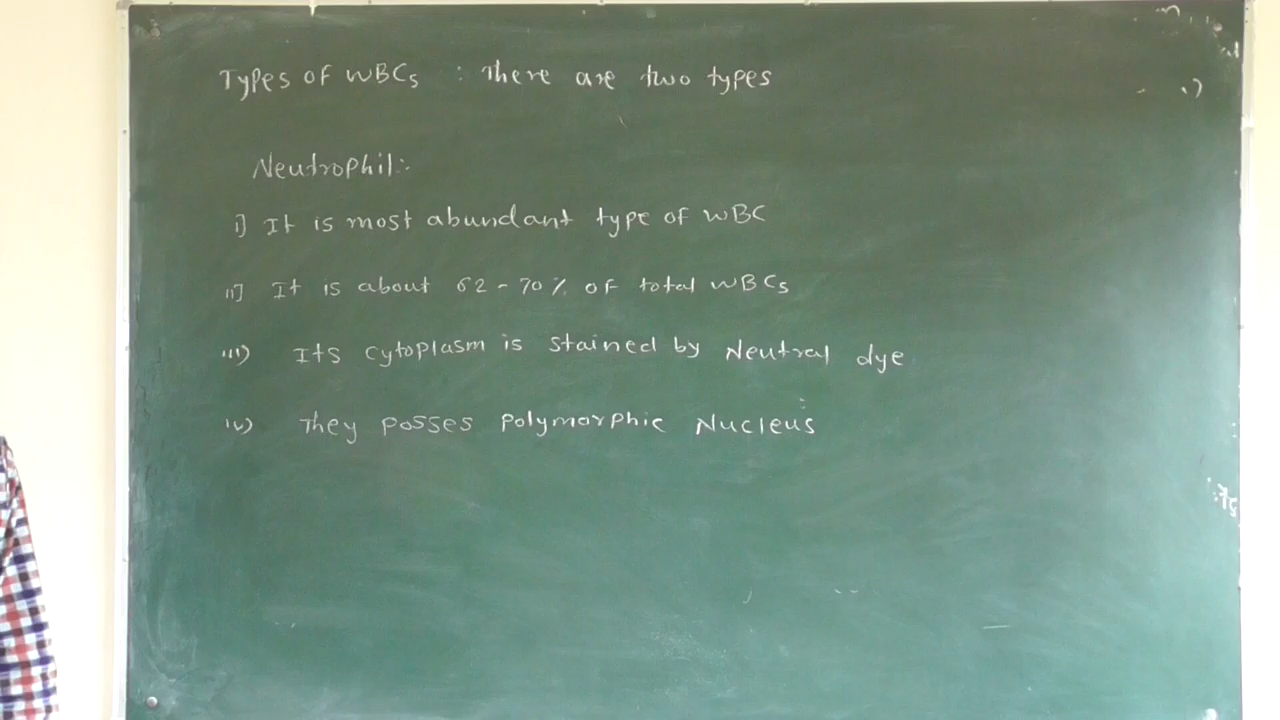 Types of WBCs : There are two types
Neutrophil:-
i] It is most abundant type of WBC
ii] It is about 62 - 70% of total WBCs
iii) Its cytoplasm is stained by Neutral dye
iv) They posses polymorphic Nucleus